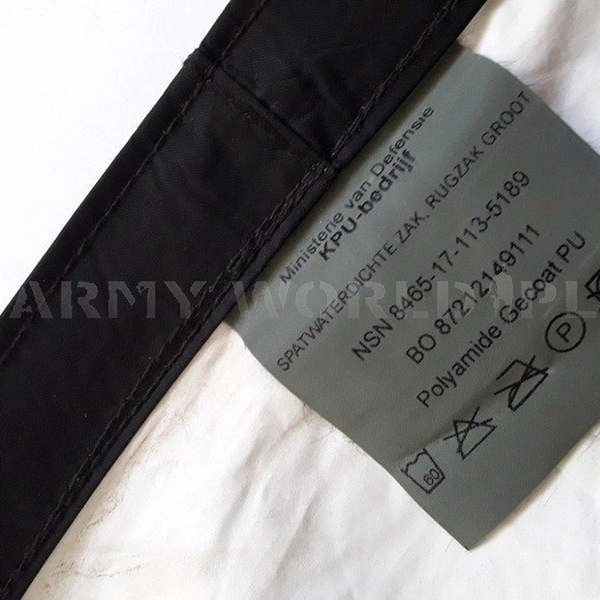 Ministerie van Defensie
KPU-bedrijf
SPATWATERDICHTE ZAK, RUGZAK GROOT
NSN 8465-17-113-5189
BO 87212149111
Polyamide Gecoat PU
60
P
ARMY WORLD.PL